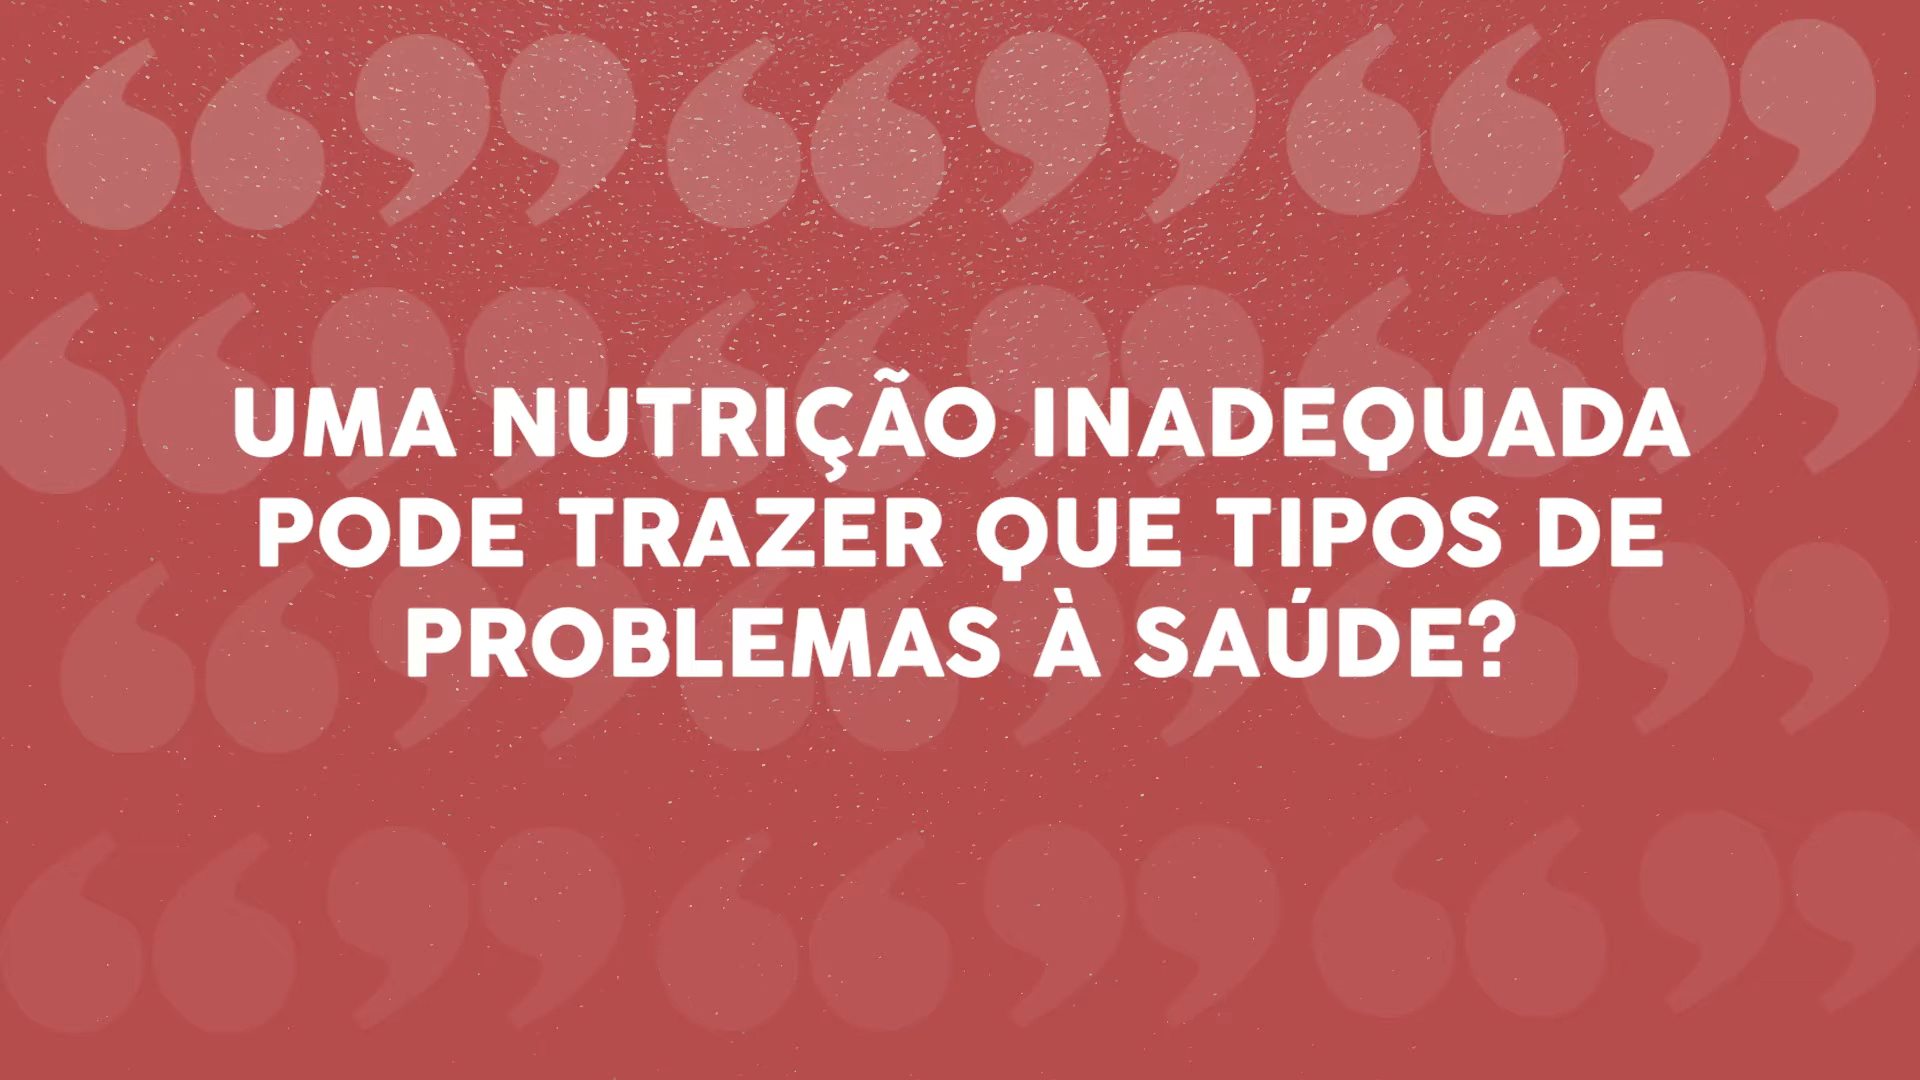 UMA NUTRIÇÃO INADEQUADA
PODE TRAZER QUE TIPOS DE
PROBLEMAS À SAÚDE?